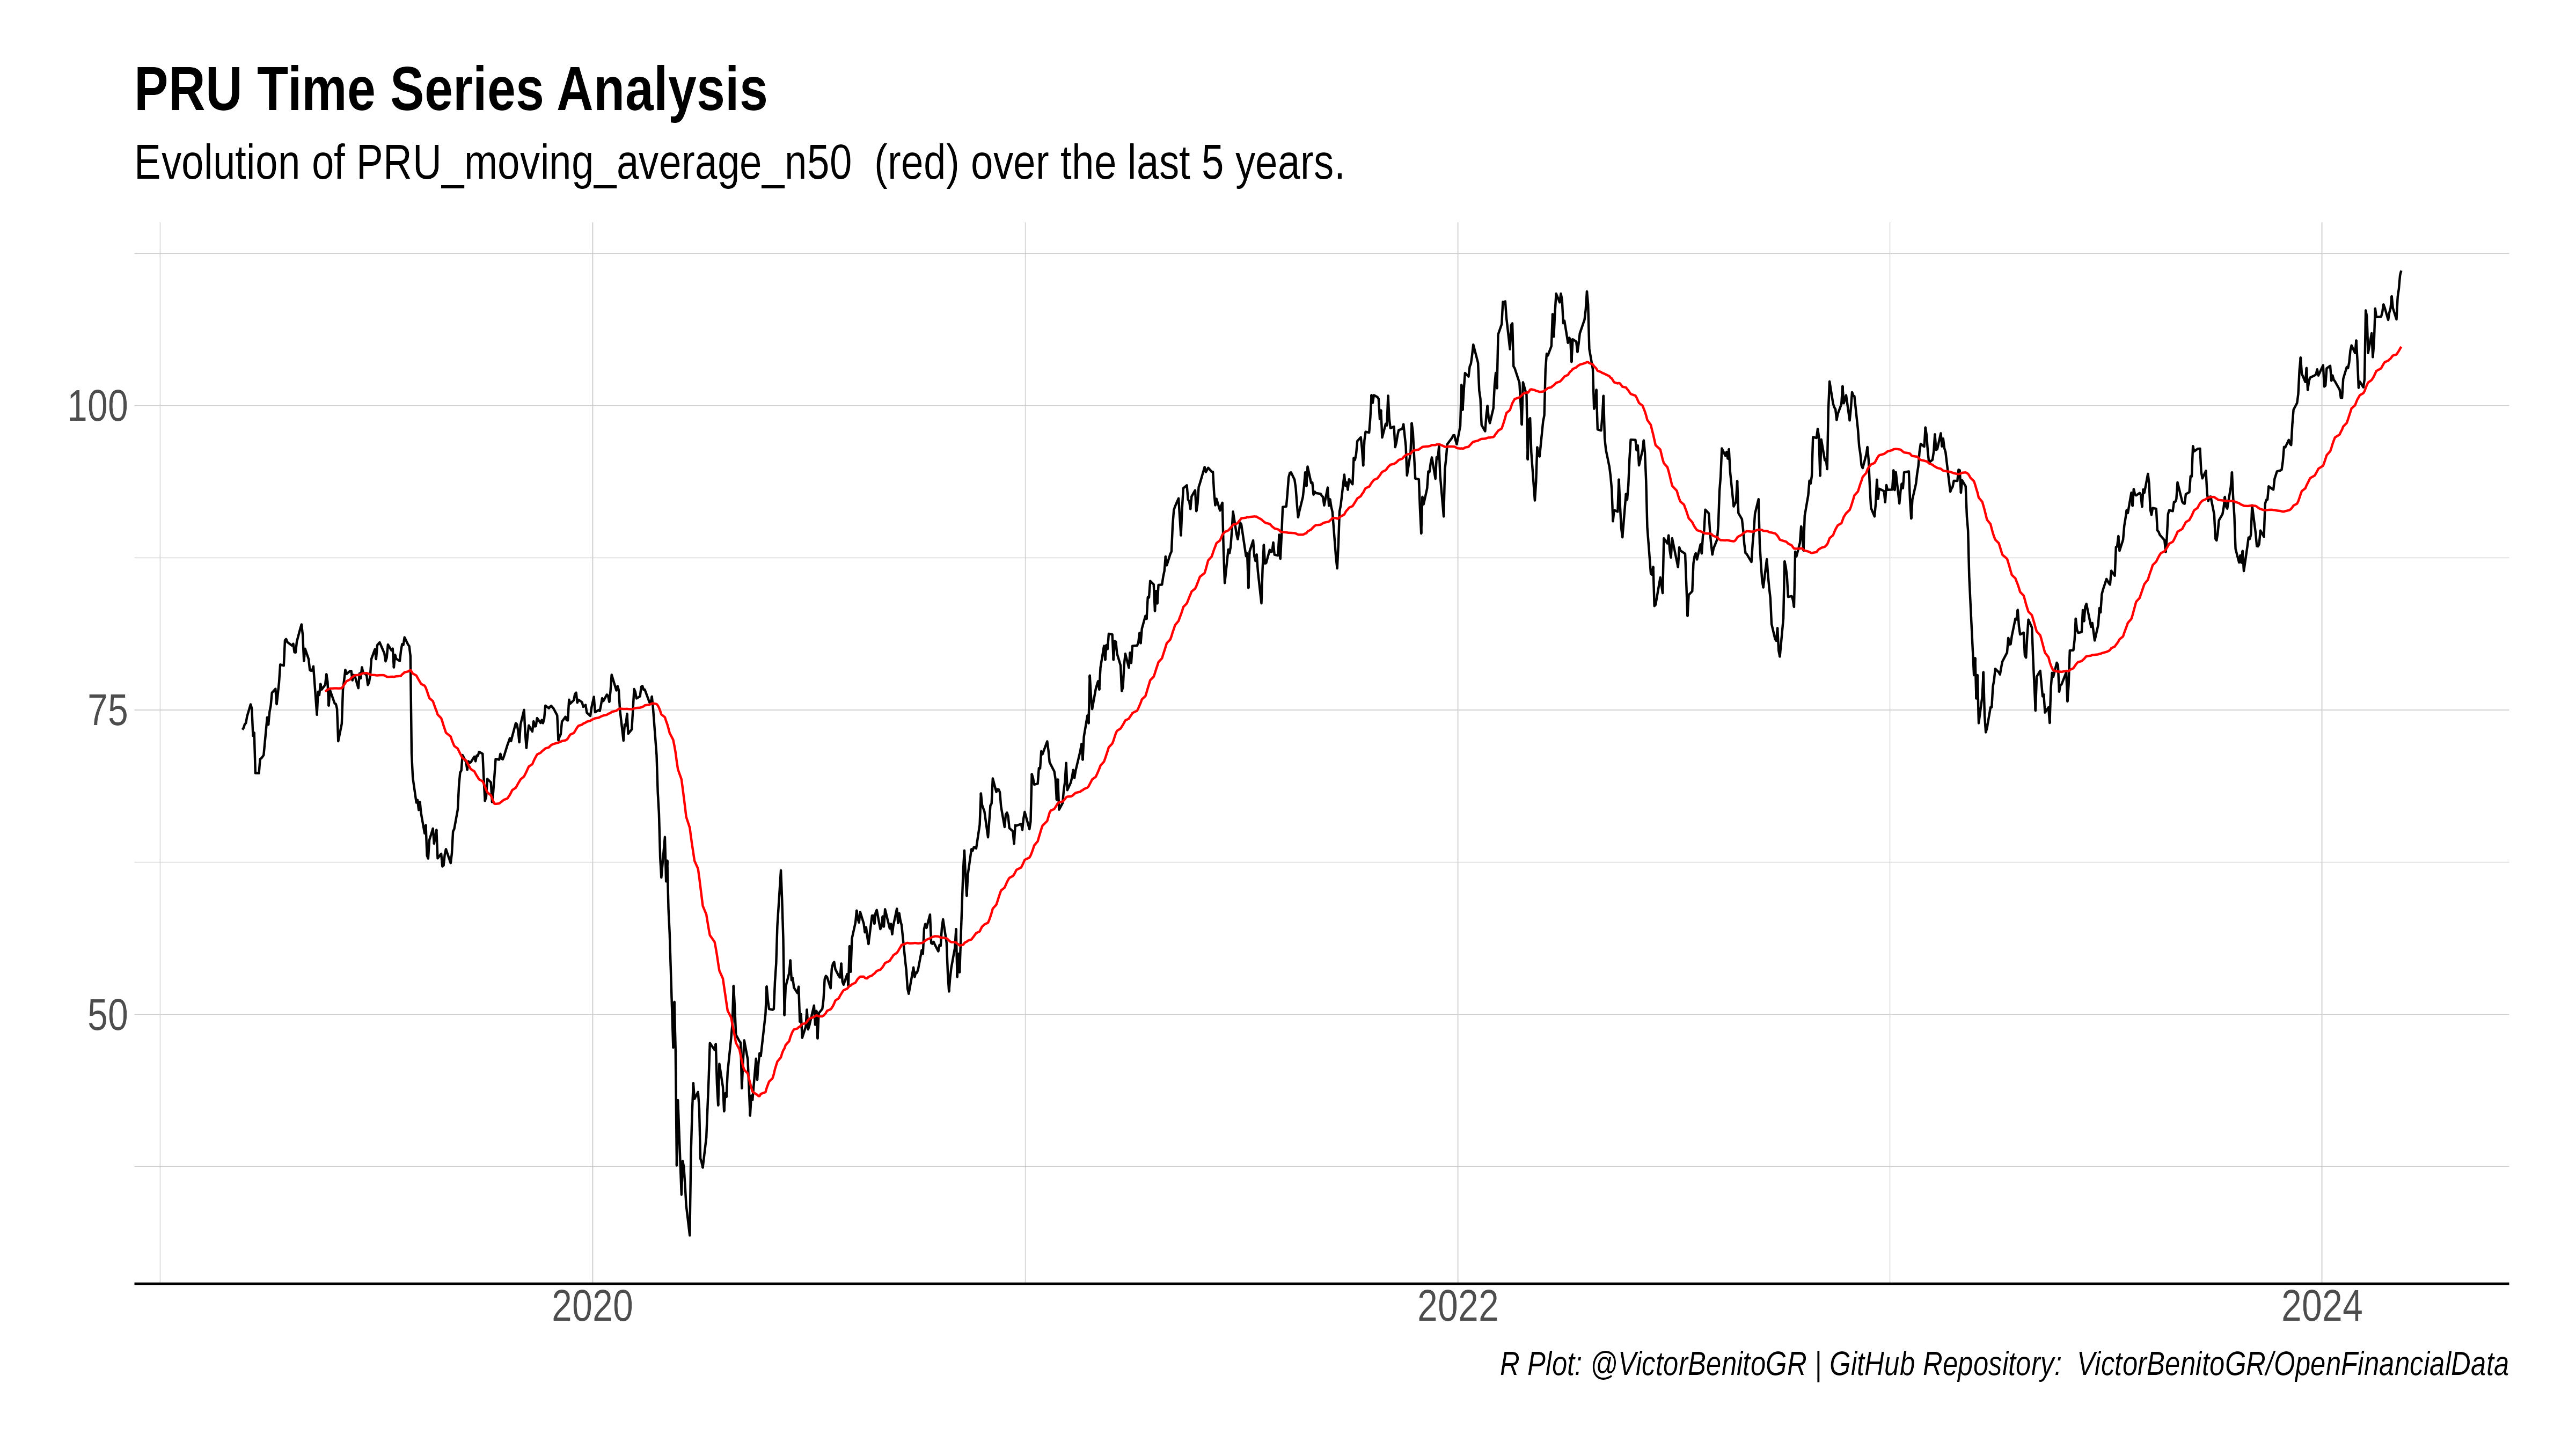 PRU Time Series Analysis
Evolution of PRU_moving_average_n50  (red) over the last 5 years.
100
75
50
2020 2022 2024
R Plot: @VictorBenitoGR | GitHub Repository:  VictorBenitoGR/OpenFinancialData